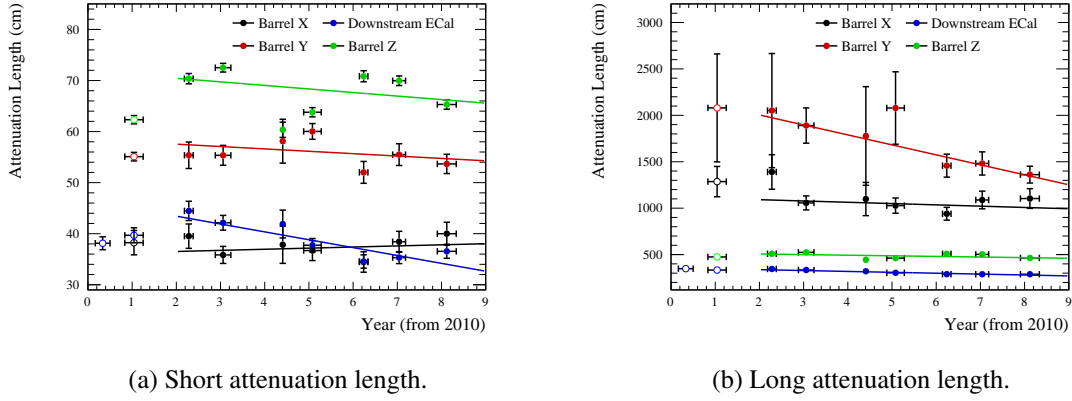 Attenuation Length (cm)
85
80
70
60
50
40
30
Barrel X
Downstream ECal
Barrel Y
Barrel Z
0 1 2 3 4 5 6 7 8 9
Year (from 2010)
(a) Short attenuation length.
Attenuation Length (cm)
3000
2500
2000
1500
1000
500
Barrel X
Downstream ECal
Barrel Y
Barrel Z
0 1 2 3 4 5 6 7 8 9
Year (from 2010)
(b) Long attenuation length.